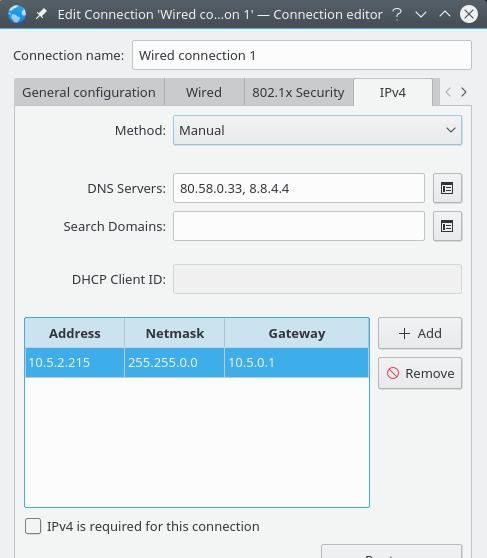 Edit Connection 'Wired co...on 1' — Connection editor
Connection name: Wired connection 1
General configuration Wired 802.1x Security IPv4
Method: Manual
DNS Servers: 80.58.0.33, 8.8.4.4
Search Domains:
DHCP Client ID:
Address Netmask Gateway
+ Add
10.5.2.215 255.255.0.0 10.5.0.1
Remove
IPv4 is required for this connection